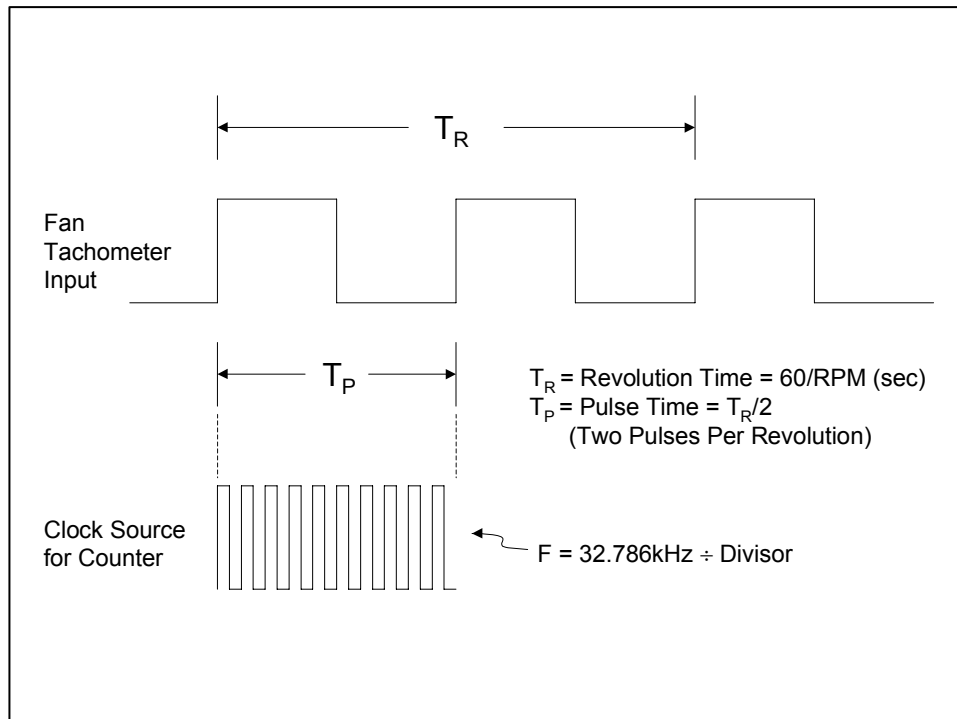 T_R
Fan
Tachometer
Input
T_P
T_R = Revolution Time = 60/RPM (sec)
T_P = Pulse Time = T_R/2
(Two Pulses Per Revolution)
Clock Source
for Counter
F = 32.786kHz ÷ Divisor